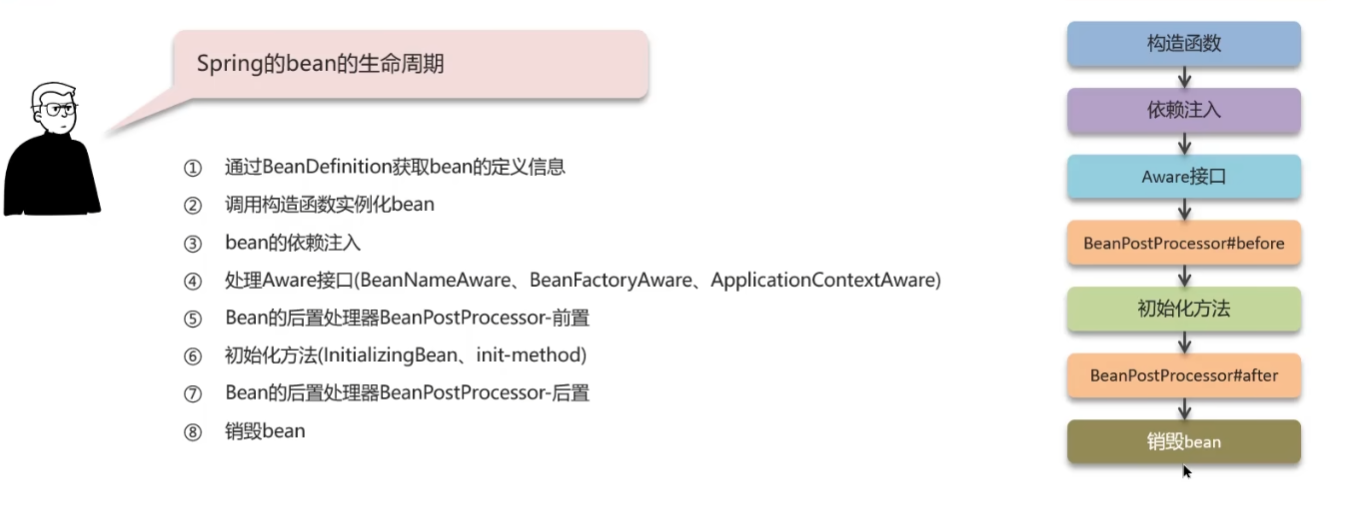 Spring的bean的生命周期
① 通过BeanDefinition获取bean的定义信息
② 调用构造函数实例化bean
③ bean的依赖注入
④ 处理Aware接口(BeanNameAware、BeanFactoryAware、ApplicationContextAware)
⑤ Bean的后置处理器BeanPostProcessor-前置
⑥ 初始化方法(InitializingBean、init-method)
⑦ Bean的后置处理器BeanPostProcessor-后置
⑧ 销毁bean
构造函数
依赖注入
Aware接口
BeanPostProcessor#before
初始化方法
BeanPostProcessor#after
销毁bean